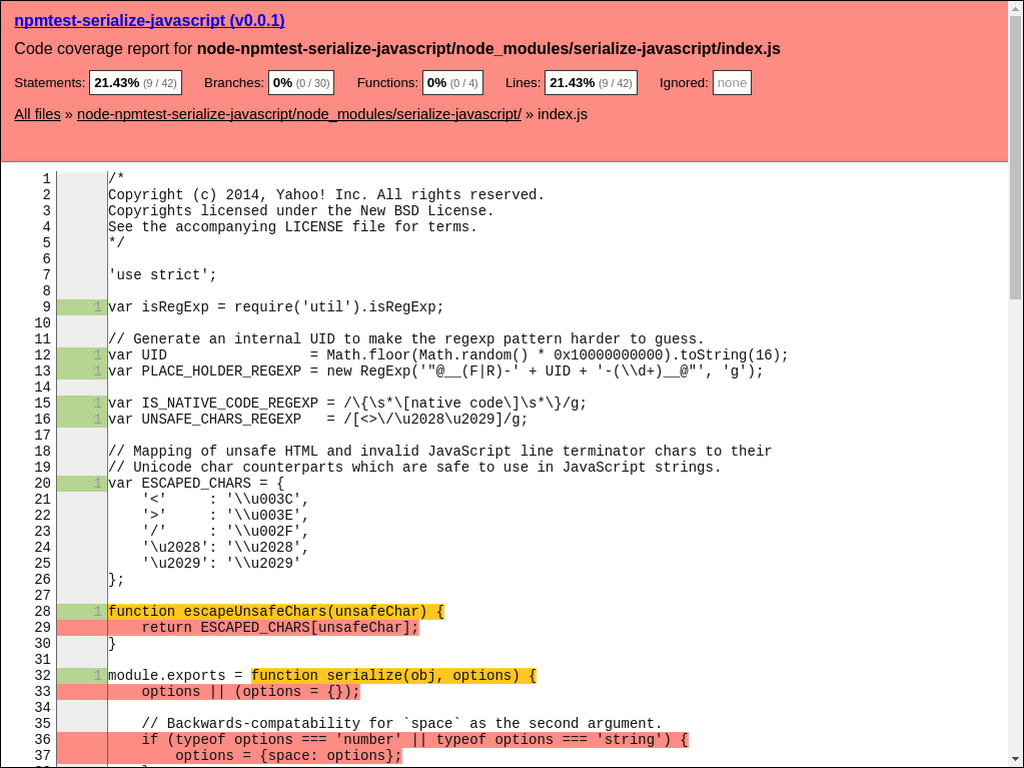 npmtest-serialize-javascript (v0.0.1)
Code coverage report for node-npmtest-serialize-javascript/node_modules/serialize-javascript/index.js
Statements: 21.43% (9 / 42) Branches: 0% (0 / 30) Functions: 0% (0 / 4) Lines: 21.43% (9 / 42) Ignored: none
All files » node-npmtest-serialize-javascript/node_modules/serialize-javascript/ » index.js
1 /*
2 Copyright (c) 2014, Yahoo! Inc. All rights reserved.
3 Copyrights licensed under the New BSD License.
4 See the accompanying LICENSE file for terms.
5 */
6
7 'use strict';
8
9 1 var isRegExp = require('util').isRegExp;
10
11 // Generate an internal UID to make the regexp pattern harder to guess.
12 1 var UID                 = Math.floor(Math.random() * 0x10000000000).toString(16);
13 1 var PLACE_HOLDER_REGEXP = new RegExp('"@__(F|R)-' + UID + '-(\\d+)__@"', 'g');
14
15 1 var IS_NATIVE_CODE_REGEXP = /\{\s*\[native code\]\s*\}/g;
16 1 var UNSAFE_CHARS_REGEXP   = /[<>\/\u2028\u2029]/g;
17
18 // Mapping of unsafe HTML and invalid JavaScript line terminator chars to their
19 // Unicode char counterparts which are safe to use in JavaScript strings.
20 1 var ESCAPED_CHARS = {
21     '<'     : '\\u003C',
22     '>'     : '\\u003E',
23     '/'     : '\\u002F',
24     '\u2028': '\\u2028',
25     '\u2029': '\\u2029'
26 };
27
28 1 function escapeUnsafeChars(unsafeChar) {
29     return ESCAPED_CHARS[unsafeChar];
30 }
31
32 1 module.exports = function serialize(obj, options) {
33     options || (options = {});
34
35     // Backwards-compatability for `space` as the second argument.
36     if (typeof options === 'number' || typeof options === 'string') {
37         options = {space: options};